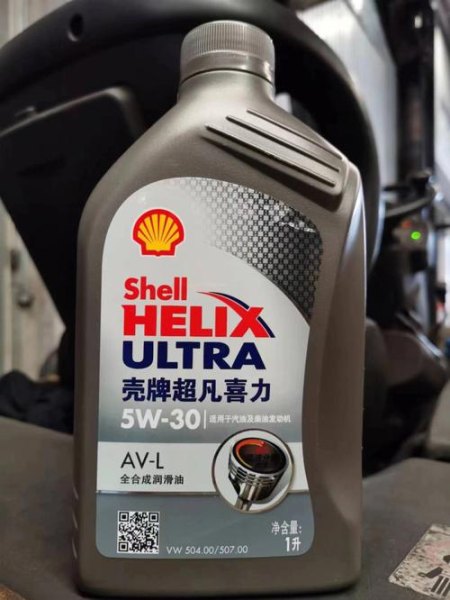 Shell
HELIX
ULTRA
壳牌超凡喜力
5W-30 适用于汽油及柴油发动机
AV-L
全合成润滑油
净含量:
1升
VW 504.00/507.00